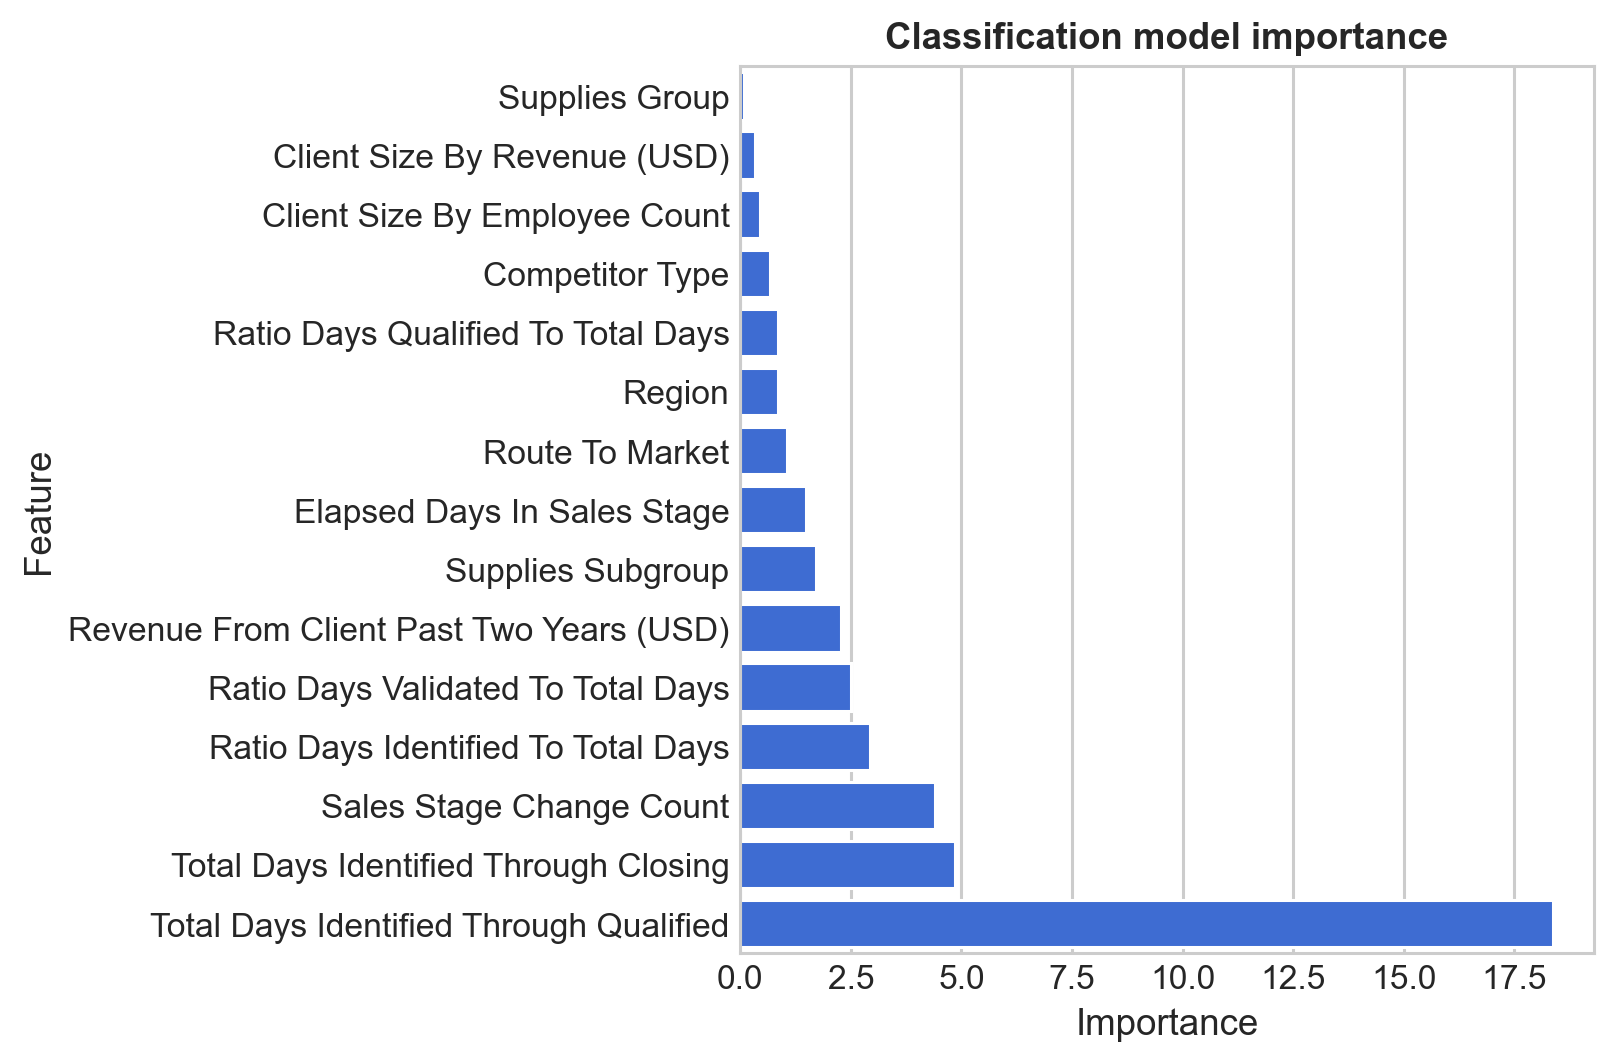 Classification model importance
Supplies Group
Client Size By Revenue (USD)
Client Size By Employee Count
Competitor Type
Ratio Days Qualified To Total Days
Region
Route To Market
Elapsed Days In Sales Stage
Supplies Subgroup
Revenue From Client Past Two Years (USD)
Ratio Days Validated To Total Days
Ratio Days Identified To Total Days
Sales Stage Change Count
Total Days Identified Through Closing
Total Days Identified Through Qualified
Feature
0.0 2.5 5.0 7.5 10.0 12.5 15.0 17.5
Importance